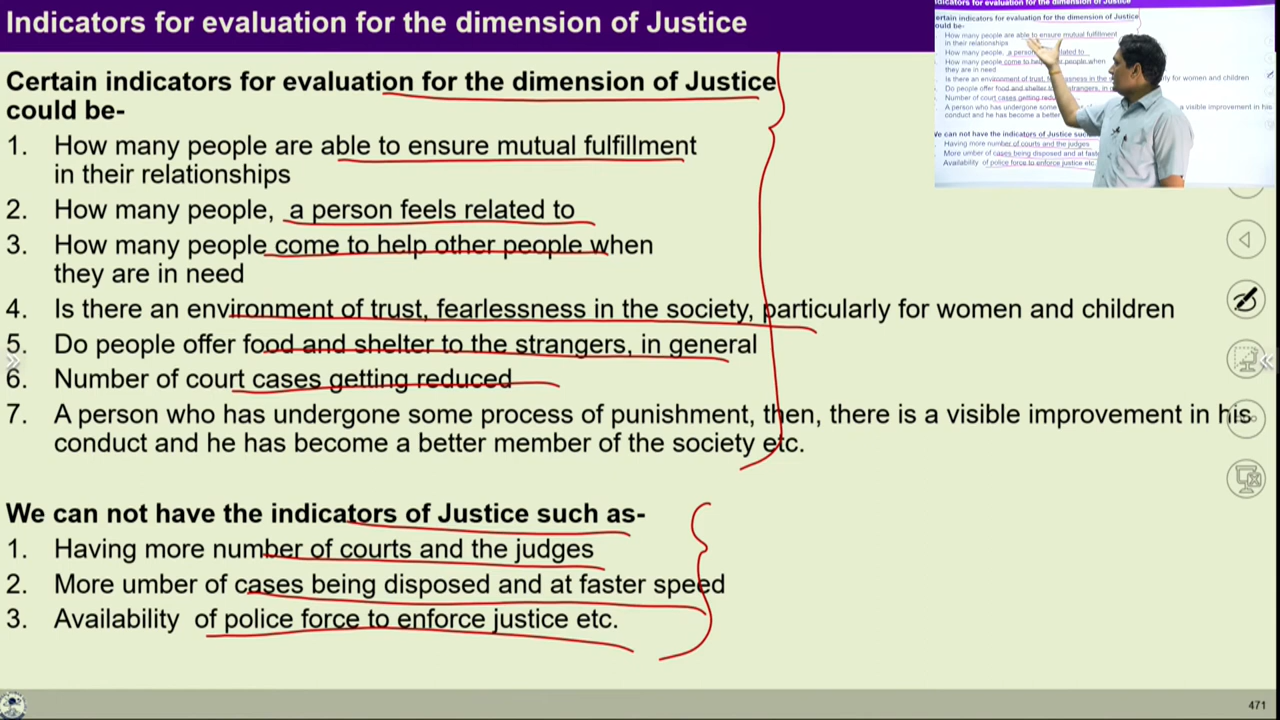 Indicators for evaluation for the dimension of Justice
Certain indicators for evaluation for the dimension of Justice
could be-
1. How many people are able to ensure mutual fulfillment
in their relationships
2. How many people, a person feels related to
3. How many people come to help other people when
they are in need
4. Is there an environment of trust, fearlessness in the society, particularly for women and children
5. Do people offer food and shelter to the strangers, in general
6. Number of court cases getting reduced
7. A person who has undergone some process of punishment, then, there is a visible improvement in his
conduct and he has become a better member of the society etc.
We can not have the indicators of Justice such as-
1. Having more number of courts and the judges
2. More umber of cases being disposed and at faster speed
3. Availability of police force to enforce justice etc.
471